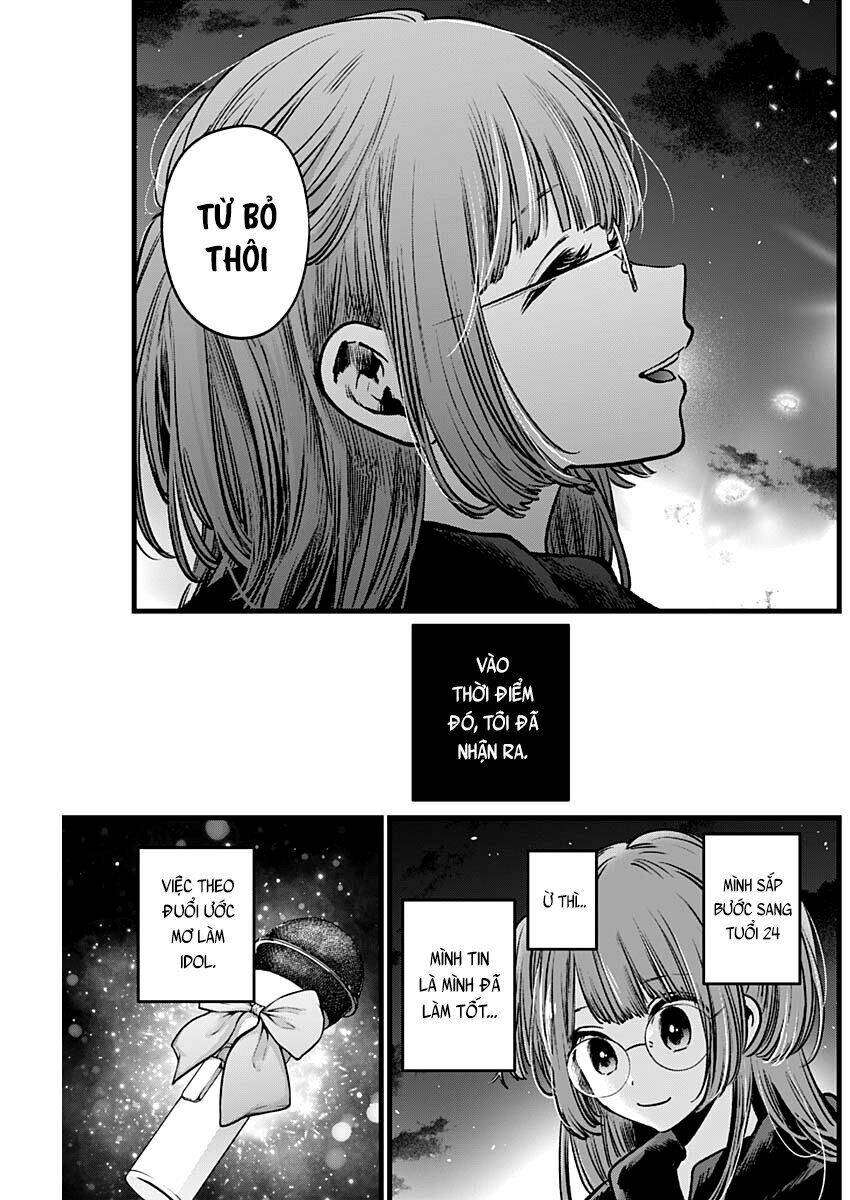 TỪ BỎ
THÔI
VÀO
THỜI ĐIỂM
ĐÓ, TÔI ĐÃ
NHẬN RA.
MÌNH SẮP
BƯỚC SANG
TUỔI 24
Ừ THÌ...
MÌNH TIN
LÀ MÌNH ĐÃ
LÀM TỐT...
VIỆC THEO
ĐUỔI ƯỚC
MƠ LÀM
IDOL.